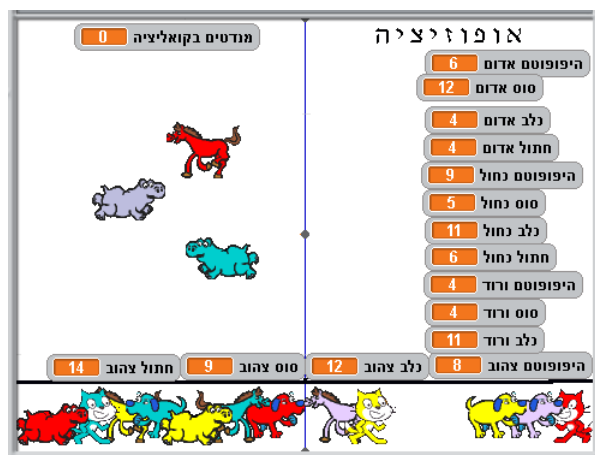 אופוזיציה
מנדטים בקואליציה 0
היפופוטם אדום 6
סוס אדום 12
כלב אדום 4
חתול אדום 4
היפופוטם כחול 9
סוס כחול 5
כלב כחול 11
חתול כחול 6
היפופוטם ורוד 4
סוס ורוד 4
כלב ורוד 11
היפופוטם צהוב 8
כלב צהוב 12
סוס צהוב 9
חתול צהוב 14